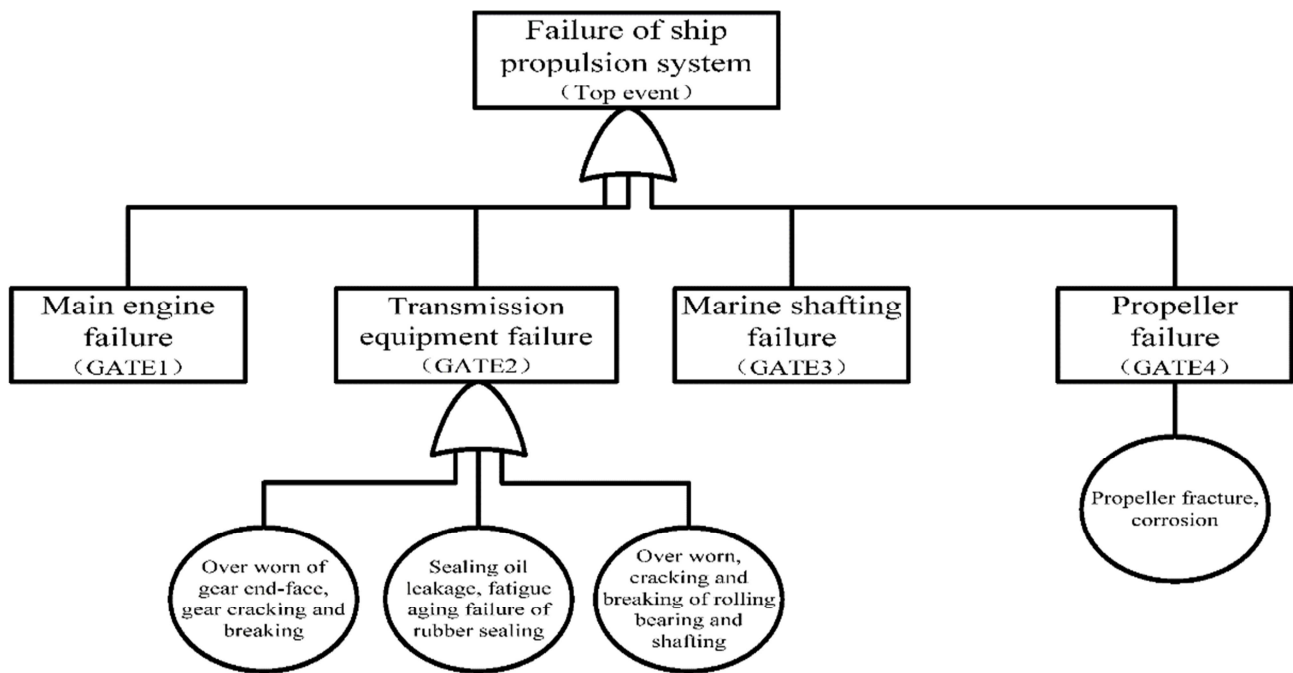 Failure of ship
propulsion system
(Top event)
Main engine
failure
(GATE1)
Transmission
equipment failure
(GATE2)
Marine shafting
failure
(GATE3)
Propeller
failure
(GATE4)
Propeller fracture,
corrosion
Over worn of
gear end-face,
gear cracking and
breaking
Sealing oil
leakage, fatigue
aging failure of
rubber sealing
Over worn,
cracking and
breaking of rolling
bearing and
shafting